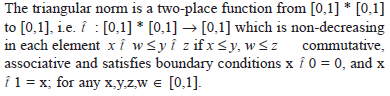 The triangular norm is a two-place function from [0,1] * [0,1]
to [0,1], i.e. î : [0,1] * [0,1] → [0,1] which is non-decreasing
in each element x î w ≤ y î z if x ≤ y, w ≤ z commutative,
associative and satisfies boundary conditions x î 0 = 0, and x
î 1 = x; for any x,y,z,w ∈ [0,1].